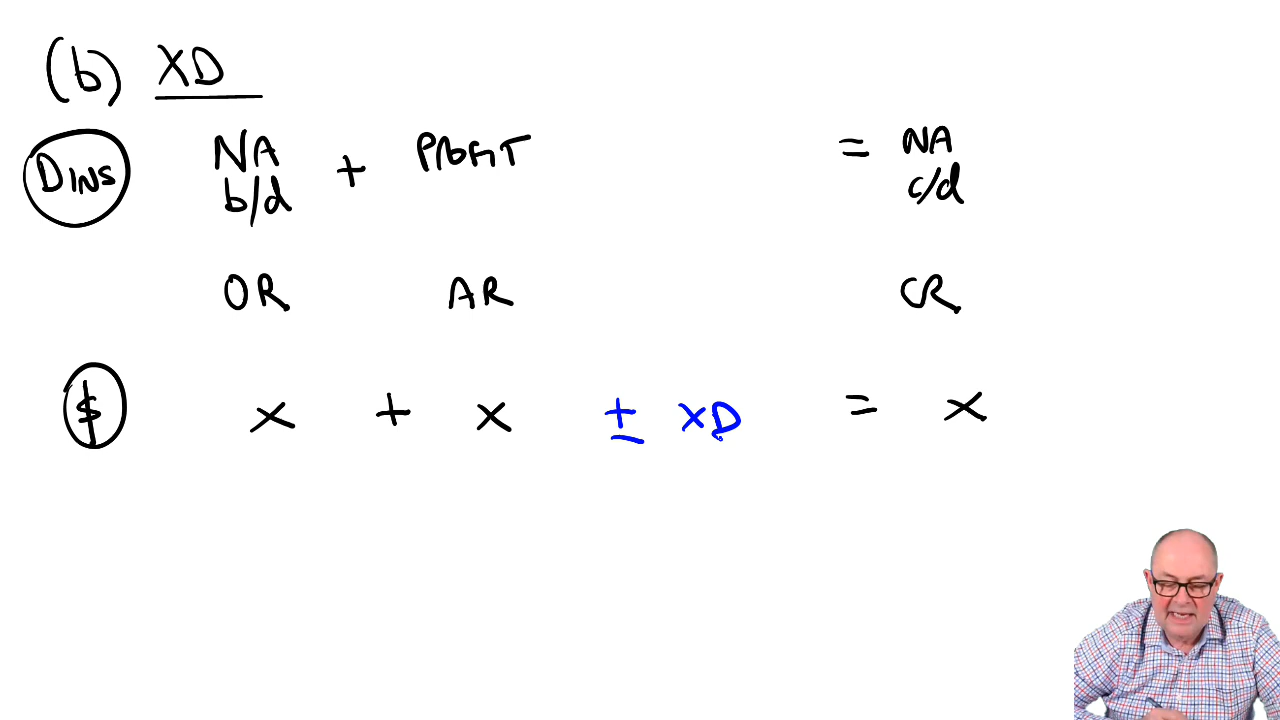 (b) XD
DINS NA b/d + PROFIT = NA c/d
OR AR CR
$ x + x ± XD = x